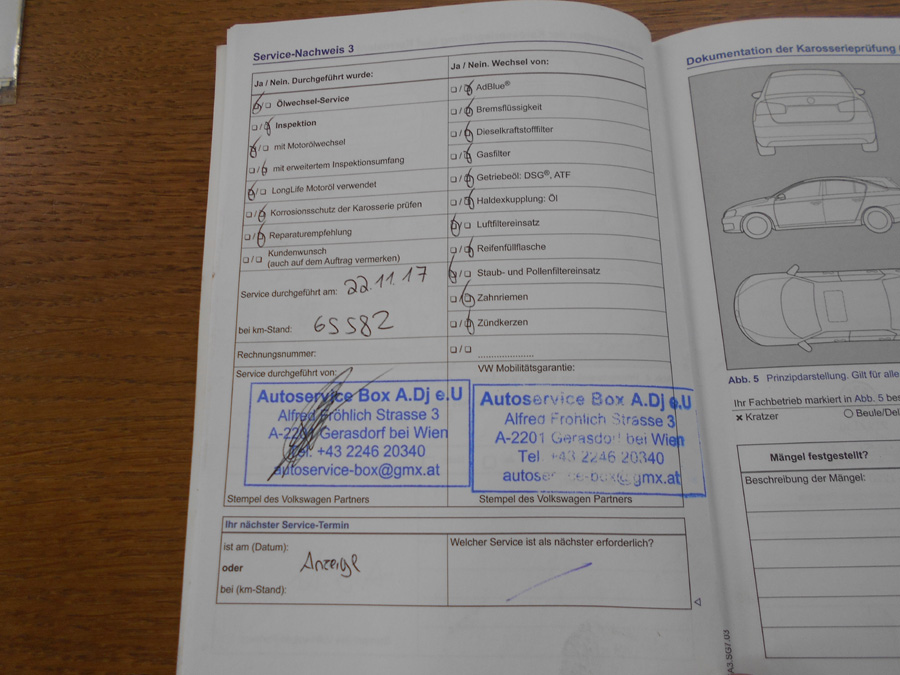 Service-Nachweis 3
Ja / Nein. Durchgeführt wurde:
Ölwechsel-Service
Inspektion
mit Motorölwechsel
mit erweitertem Inspektionsumfang
LongLife Motoröl verwendet
Korrosionsschutz der Karosserie prüfen
Reparaturempfehlung
Kundenwunsch
(auch auf dem Auftrag vermerken)
Service durchgeführt am: 22.11.17
bei km-Stand: 65582
Rechnungsnummer:
Service durchgeführt von:
Autoservice Box A.Dj e.U
Alfred Fröhlich Strasse 3
A-2201 Gerasdorf bei Wien
Tel. +43 2246 20340
autoservice-box@gmx.at
Stempel des Volkswagen Partners
Ja / Nein. Wechsel von:
AdBlue®
Bremsflüssigkeit
Dieselkraftstofffilter
Gasfilter
Getriebeöl: DSG®, ATF
Haldexkupplung: Öl
Luftfiltereinsatz
Reifenfüllflasche
Staub- und Pollenfiltereinsatz
Zahnriemen
Zündkerzen
VW Mobilitätsgarantie:
Autoservice Box A.Dj e.U
Alfred Fröhlich Strasse 3
A-2201 Gerasdorf bei Wien
Tel +43 2246 20340
autoservice-box@gmx.at
Stempel des Volkswagen Partners
Ihr nächster Service-Termin
ist am (Datum):
oder Anzeige
bei (km-Stand):
Welcher Service ist als nächster erforderlich?
Dokumentation der Karosserieprüfung
Abb. 5 Prinzipdarstellung. Gilt für alle
Ihr Fachbetrieb markiert in Abb. 5
× Kratzer
Mängel festgestellt?
Beschreibung der Mängel: